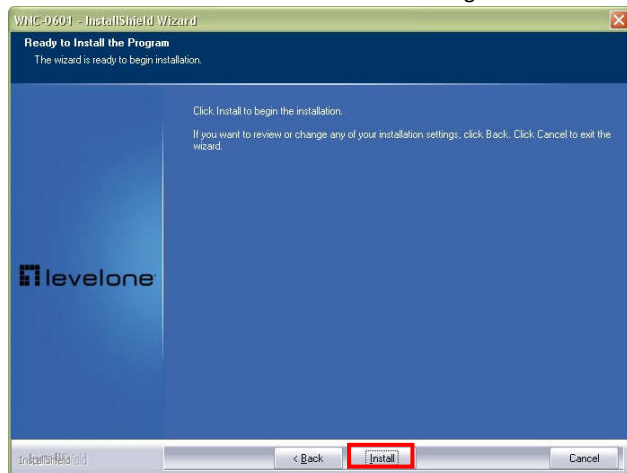 WNC-0601 - InstallShield Wizard
Ready to Install the Program
The wizard is ready to begin installation.
Click Install to begin the installation.
If you want to review or change any of your installation settings, click Back. Click Cancel to exit the
wizard.
levelone
InstallShield
< Back Install Cancel